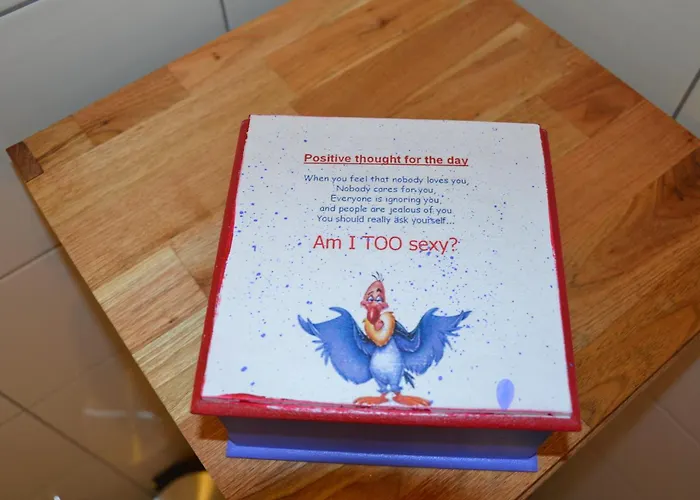 Positive thought for the day
When you feel that nobody loves you,
Nobody cares for you,
Everyone is ignoring you,
and people are jealous of you
You should really ask yourself...
Am I TOO sexy?